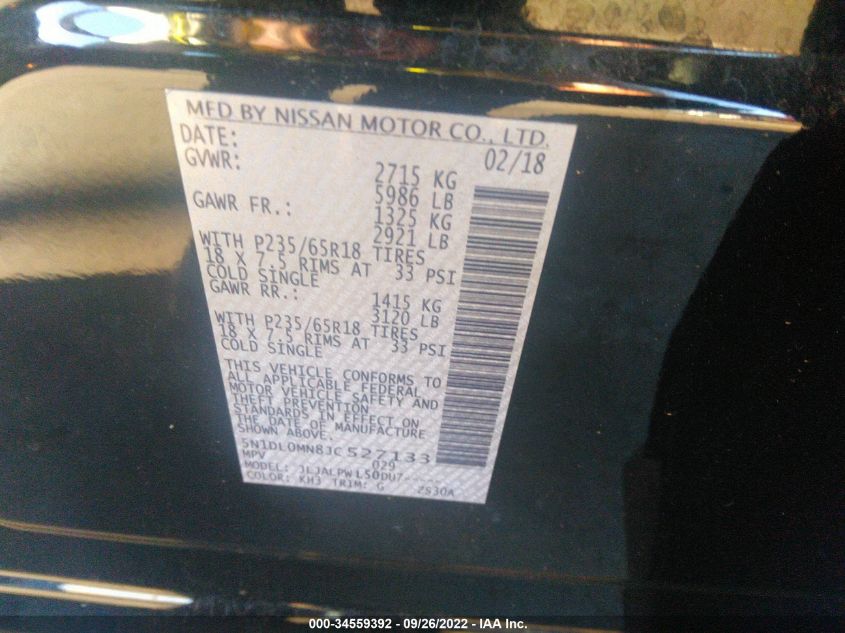 MFD BY NISSAN MOTOR CO., LTD.
DATE: 02/18
GVWR: 2715 KG
5986 LB
GAWR FR.: 1325 KG
2921 LB
WITH P235/65R18 TIRES
18 X 7.5 RIMS AT 33 PSI
COLD SINGLE
GAWR RR.: 1415 KG
3120 LB
WITH P235/65R18 TIRES
18 X 7.5 RIMS AT 33 PSI
COLD SINGLE
THIS VEHICLE CONFORMS TO
ALL APPLICABLE FEDERAL
MOTOR VEHICLE SAFETY AND
THEFT PREVENTION
STANDARDS IN EFFECT ON
THE DATE OF MANUFACTURE
SHOWN ABOVE.
5N1DL0MN8JC527133
MPV 029
MODEL: JLJALPWL50DU7-----
COLOR: KH3 TRIM: G 2S30A
000-34559392 - 09/26/2022 - IAA Inc.